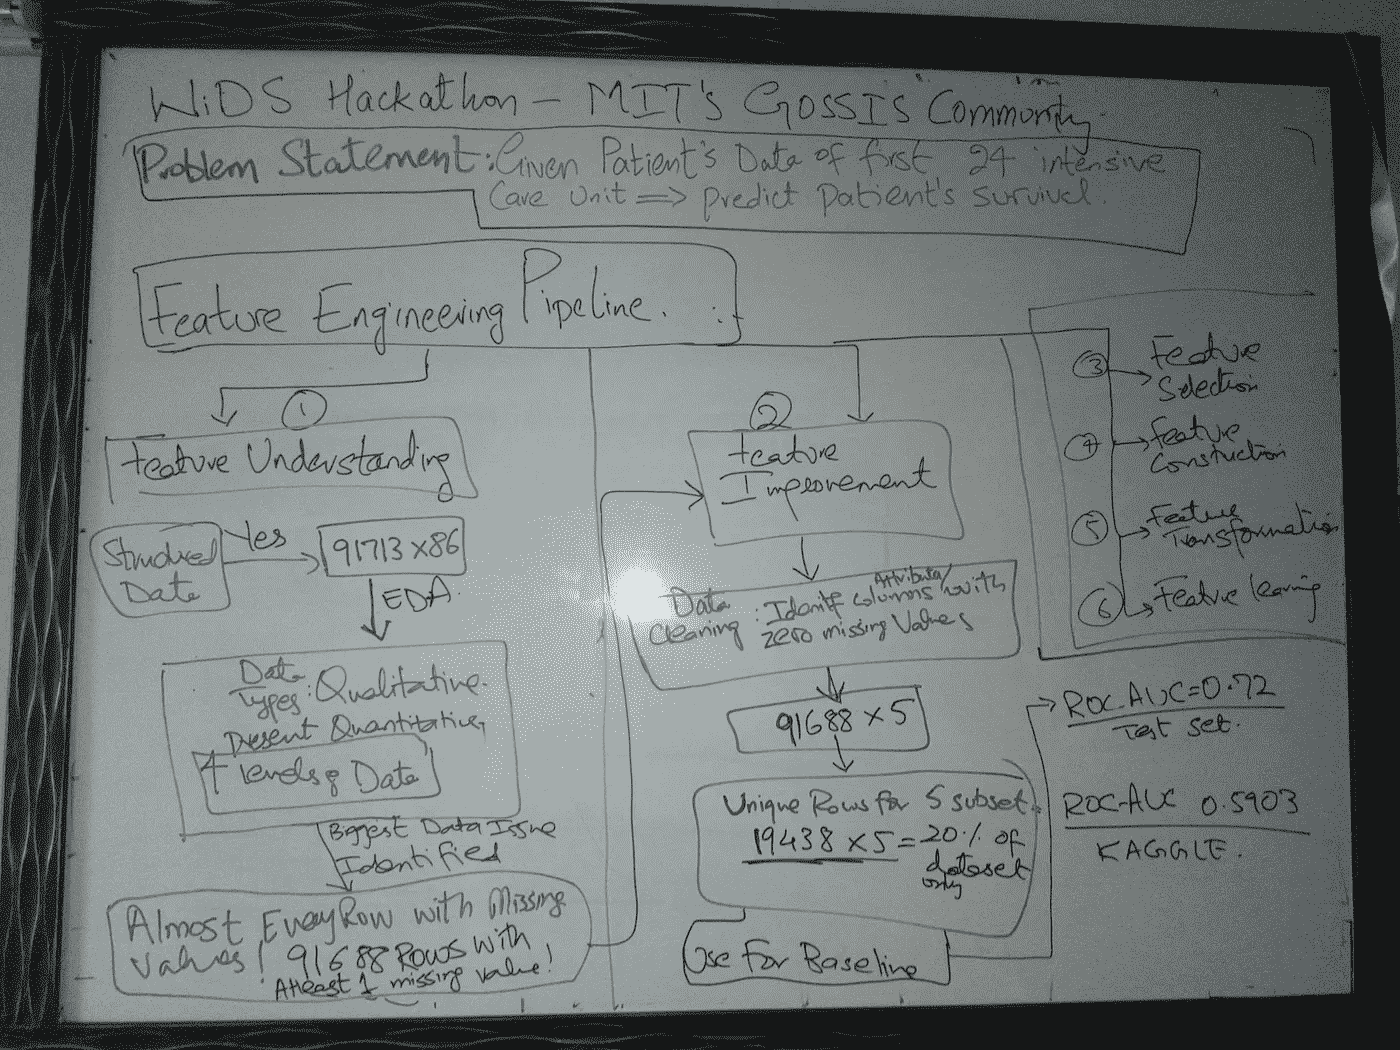 WiDS Hackathon - MIT's GOSSIS Community.
Problem Statement: Given Patient's Data of first 24 intensive
Care Unit => predict patient's survival.
Feature Engineering Pipeline.
①
Feature Understanding
Structured
Data
Yes
91713 x 86
EDA.
Data
Types: Qualitative.
Present Quantitative,
4 levels of Data
Biggest Data Issue
Identified
Almost Every Row with Missing
Values! 91688 Rows with
Atleast 1 missing value!
②
Feature
Improvement
Data
Cleaning: Identify Attributes/columns with
zero missing values
91688 x 5
Unique Rows for 5 subset.
19438 x 5 = 20% of
dataset
only
Use For Baseline
③ Feature
Selection
④ Feature
Constuction
⑤ Feature
Transformation
⑥ Feature learning
ROC-AUC=0.72
Test set.
ROC-AUC 0.5903
KAGGLE.